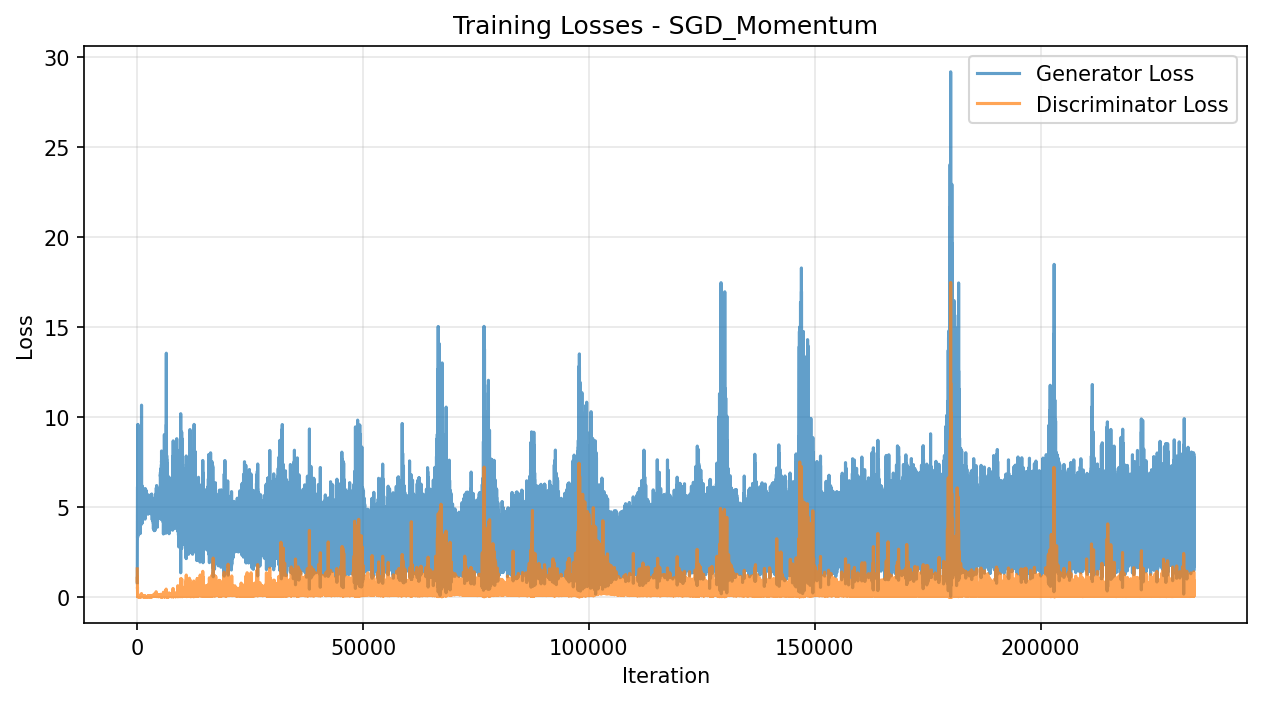 Training Losses - SGD_Momentum
Generator Loss
Discriminator Loss
Loss
30
25
20
15
10
5
0
0 50000 100000 150000 200000
Iteration